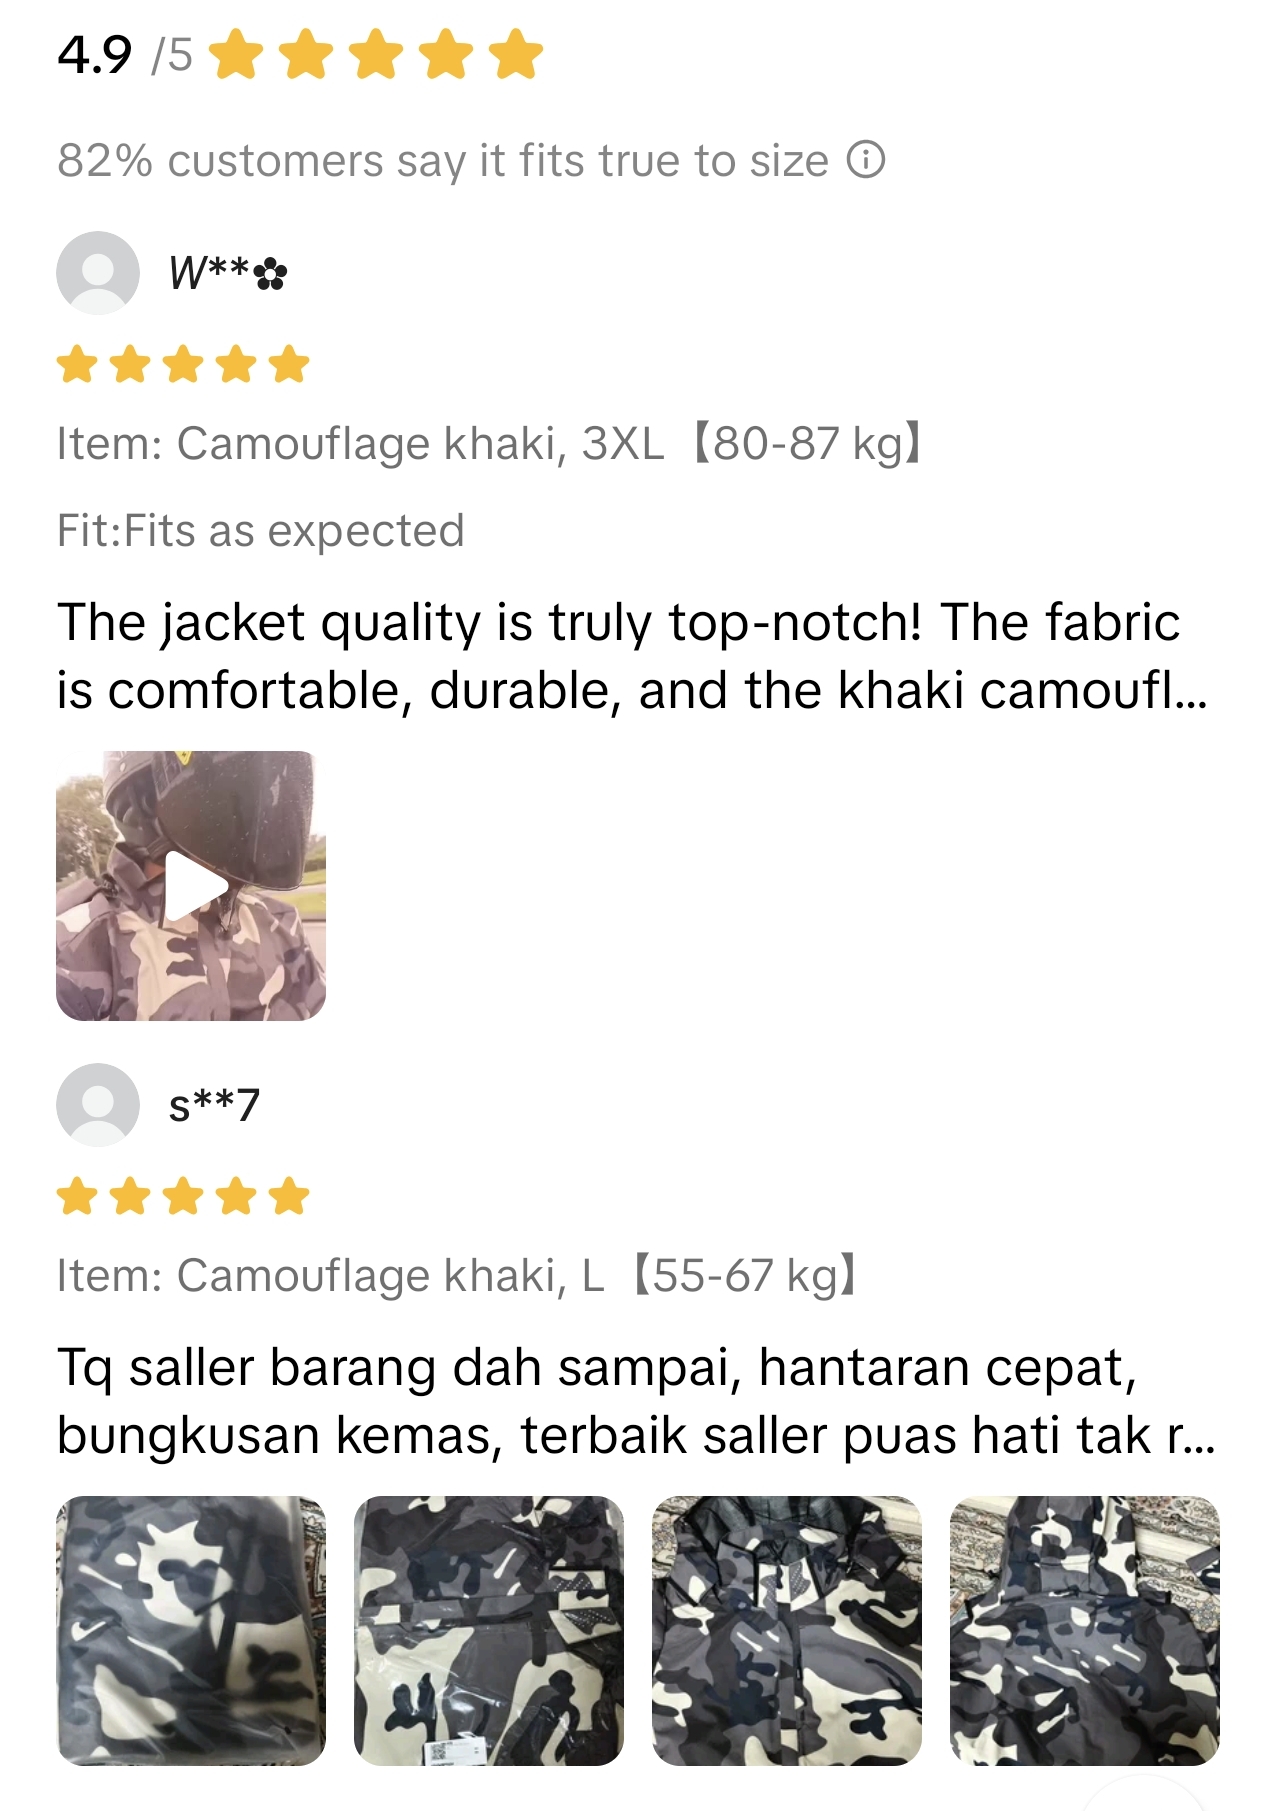 4.9 /5
82% customers say it fits true to size
W**✿
Item: Camouflage khaki, 3XL【80-87 kg】
Fit:Fits as expected
The jacket quality is truly top-notch! The fabric
is comfortable, durable, and the khaki camoufl...
s**7
Item: Camouflage khaki, L【55-67 kg】
Tq saller barang dah sampai, hantaran cepat,
bungkusan kemas, terbaik saller puas hati tak r...